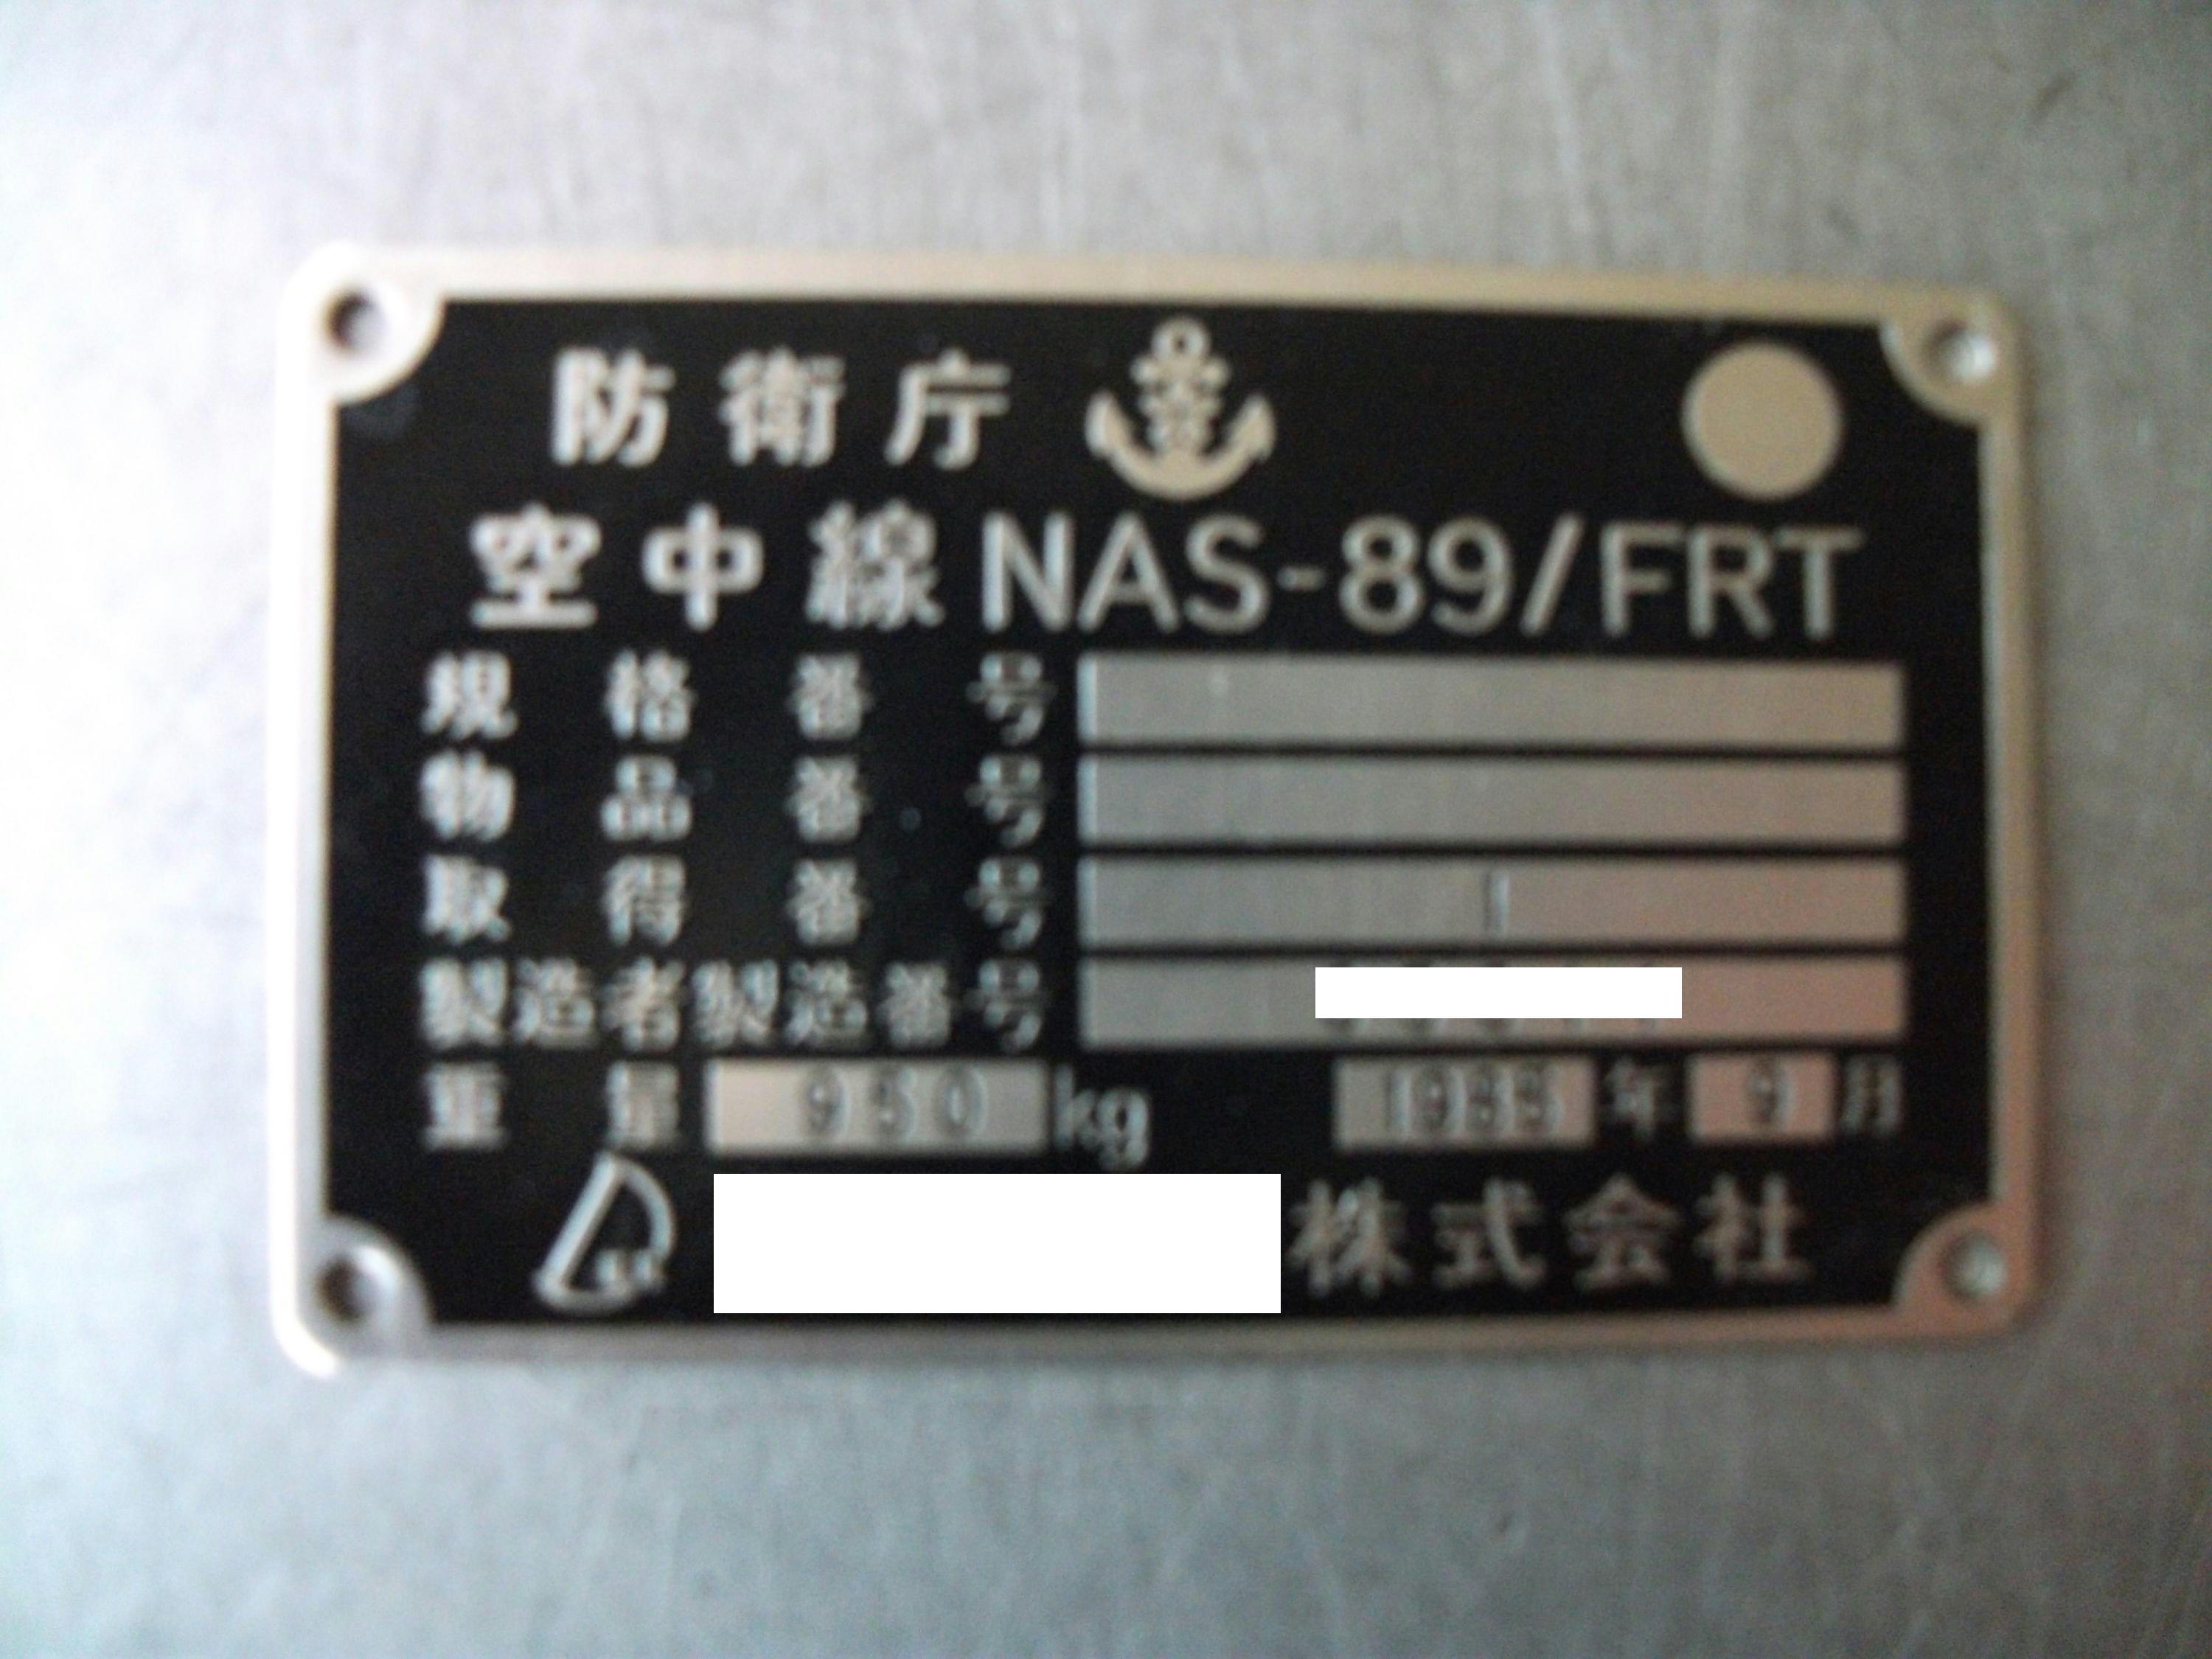 防衛庁
空中線NAS-89/FRT
規格番号
物品番号
取得番号 1
製造者製造番号
重量 950 kg 年 9 月
株式会社